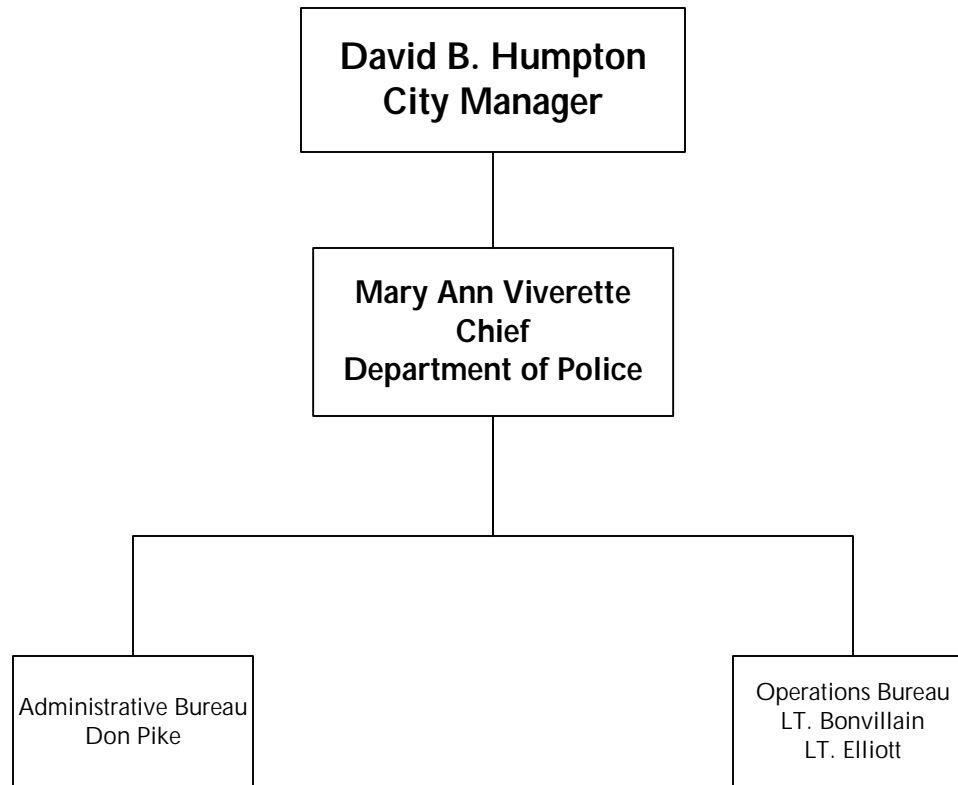 David B. Humpton
City Manager
Mary Ann Viverette
Chief
Department of Police
Administrative Bureau
Don Pike
Operations Bureau
LT. Bonvillain
LT. Elliott